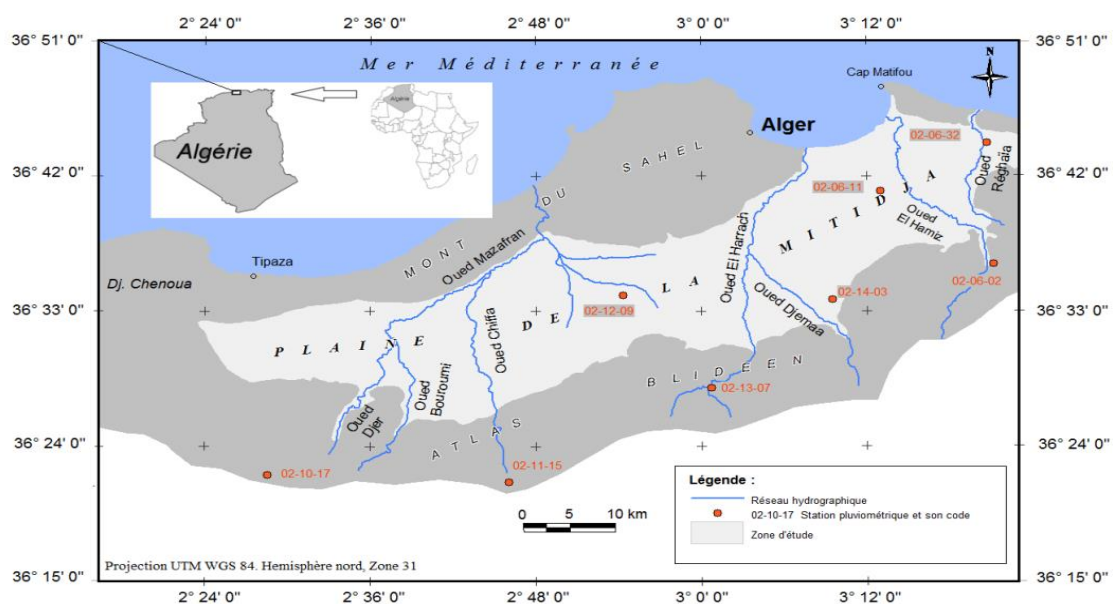 2° 24' 0" 2° 36' 0" 2° 48' 0" 3° 0' 0" 3° 12' 0"
36° 51' 0" 36° 51' 0"
Mer Méditerranée
N
Cap Matifou
Algérie
Algérie
Alger
02-06-32
Oued Réghaïa
36° 42' 0" 36° 42' 0"
02-06-11
MONT DU SAHEL
Oued El Hamiz
Oued Mazafran
Oued El Harrach
Tipaza
Dj. Chenoua
02-06-02
02-14-03
02-12-09
36° 33' 0" 36° 33' 0"
PLAINE DE LA MITIDJA
Oued Chiffa
Oued Djemaa
Oued Bouroumi
Oued Djer
ATLAS BLIDEEN
02-13-07
36° 24' 0" 36° 24' 0"
02-10-17
02-11-15
Légende :
Réseau hydrographique
02-10-17 Station pluviométrique et son code
Zone d'étude
0 5 10 km
Projection UTM WGS 84. Hemisphère nord, Zone 31
36° 15' 0" 36° 15' 0"
2° 24' 0" 2° 36' 0" 2° 48' 0" 3° 0' 0" 3° 12' 0"